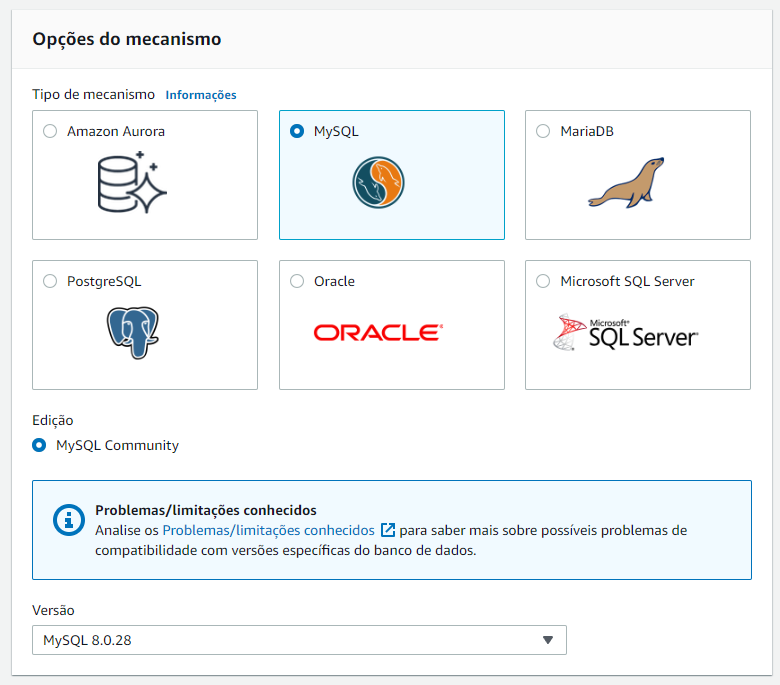 Opções do mecanismo
Tipo de mecanismo Informações
Amazon Aurora
MySQL
MariaDB
PostgreSQL
Oracle
ORACLE
Microsoft SQL Server
Microsoft®
SQL Server
Edição
MySQL Community
Problemas/limitações conhecidos
Analise os Problemas/limitações conhecidos para saber mais sobre possíveis problemas de
compatibilidade com versões específicas do banco de dados.
Versão
MySQL 8.0.28